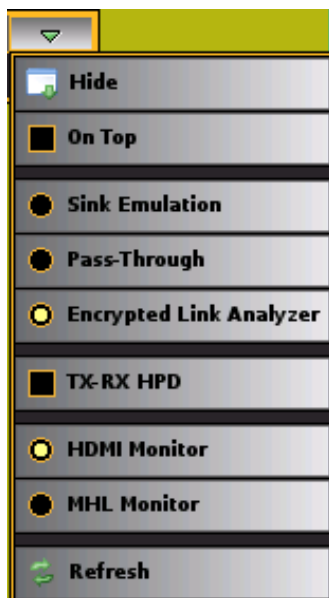 Hide
On Top
Sink Emulation
Pass-Through
Encrypted Link Analyzer
TX-RX HPD
HDMI Monitor
MHL Monitor
Refresh